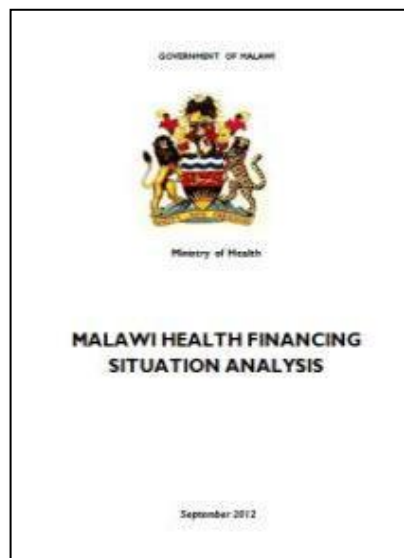 GOVERNMENT OF MALAWI
Ministry of Health
MALAWI HEALTH FINANCING
SITUATION ANALYSIS
September 2012